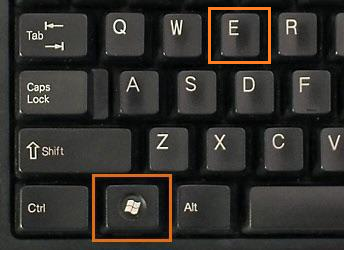 Tab Q W E R
Caps
Lock A S D F
Shift Z X C V
Ctrl Alt